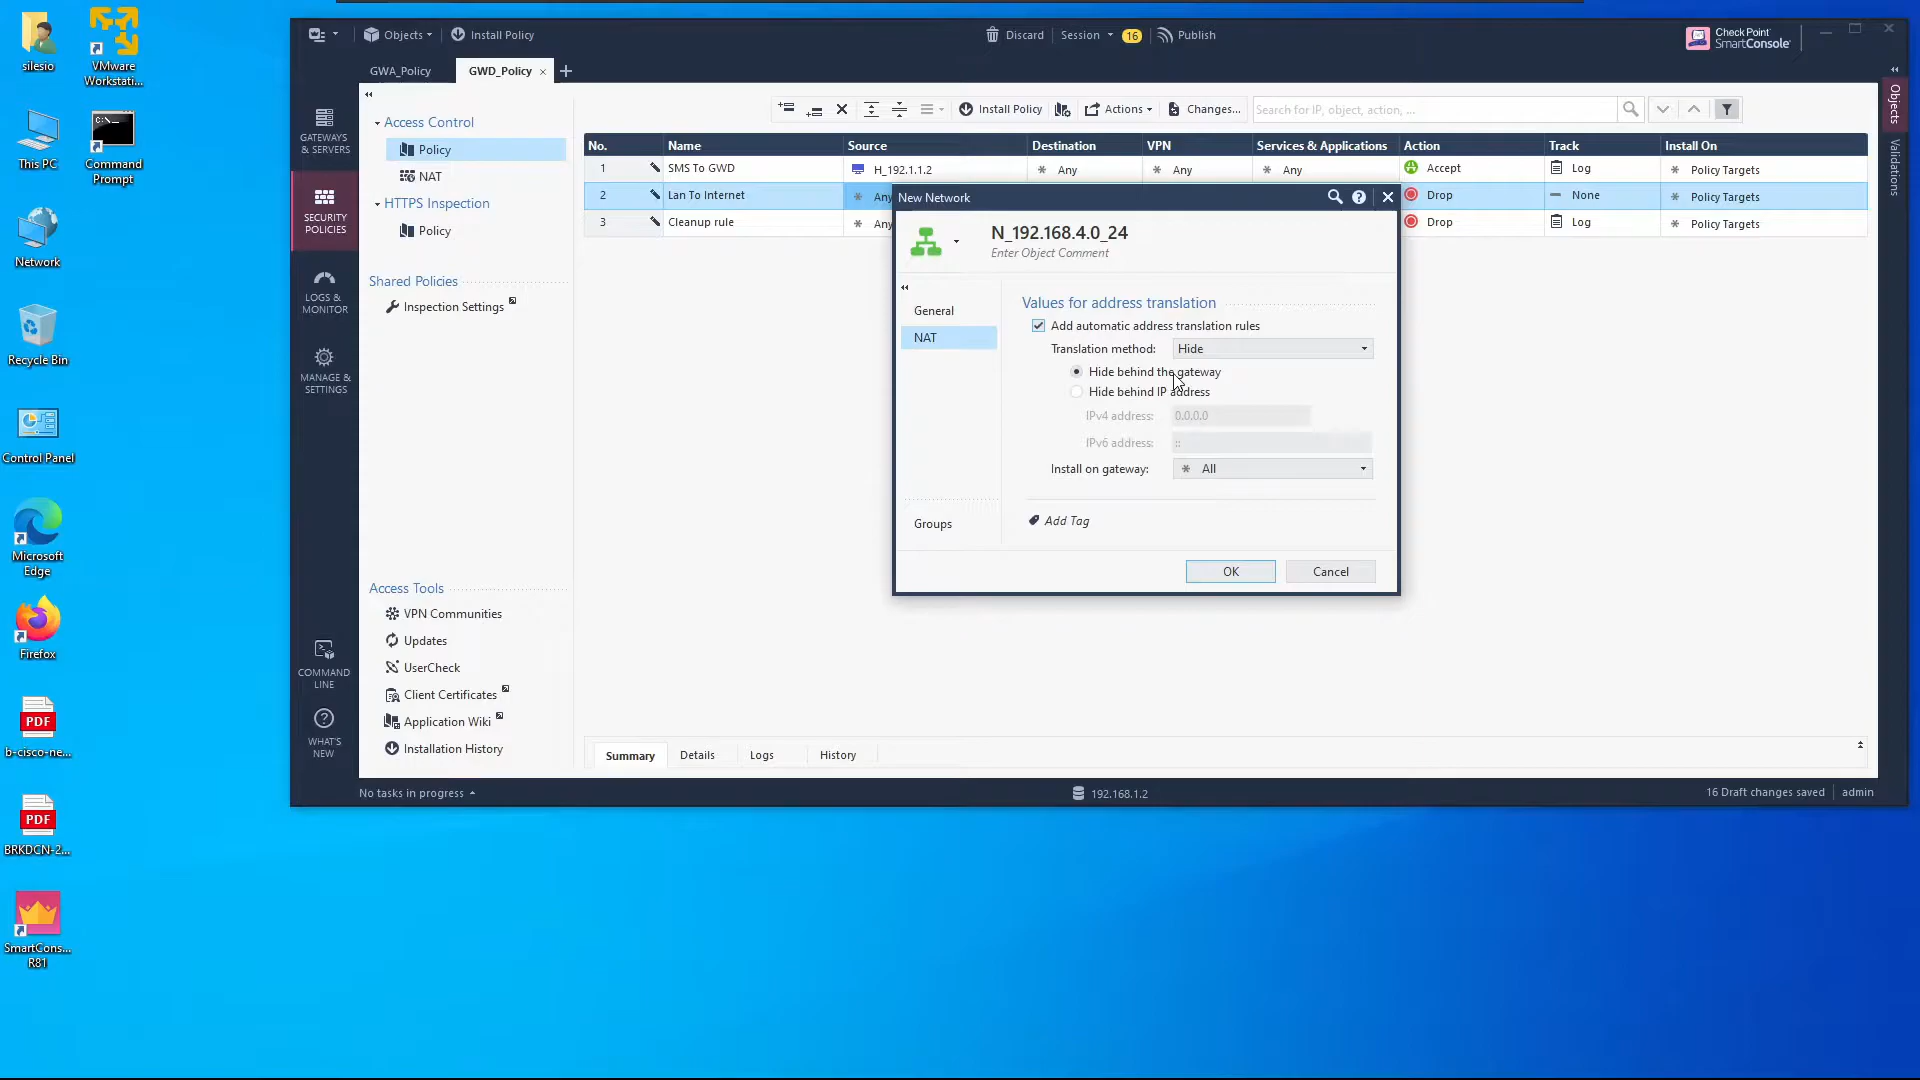 silesio
VMware
Workstati...
This PC
Command
Prompt
Network
Recycle Bin
Control Panel
Microsoft
Edge
Firefox
PDF
b-cisco-ne...
PDF
BRKDCN-2...
SmartCons...
R81
Objects
Install Policy
Discard
Session
16
Publish
Check Point
SmartConsole
GWA_Policy
GWD_Policy
GATEWAYS
& SERVERS
SECURITY
POLICIES
LOGS &
MONITOR
MANAGE &
SETTINGS
COMMAND
LINE
WHAT'S
NEW
Access Control
Policy
NAT
HTTPS Inspection
Policy
Shared Policies
Inspection Settings
Access Tools
VPN Communities
Updates
UserCheck
Client Certificates
Application Wiki
Installation History
Install Policy
Actions
Changes...
Search for IP, object, action, ...
No. Name Source Destination VPN Services & Applications Action Track Install On
1 SMS To GWD H_192.1.1.2 Any Any Any Accept Log Policy Targets
2 Lan To Internet Any Drop None Policy Targets
3 Cleanup rule Any Drop Log Policy Targets
New Network
N_192.168.4.0_24
Enter Object Comment
General
NAT
Groups
Values for address translation
Add automatic address translation rules
Translation method: Hide
Hide behind the gateway
Hide behind IP address
IPv4 address: 0.0.0.0
IPv6 address: ::
Install on gateway: All
Add Tag
OK
Cancel
Summary
Details
Logs
History
No tasks in progress
192.168.1.2
16 Draft changes saved
admin
Objects
Validations